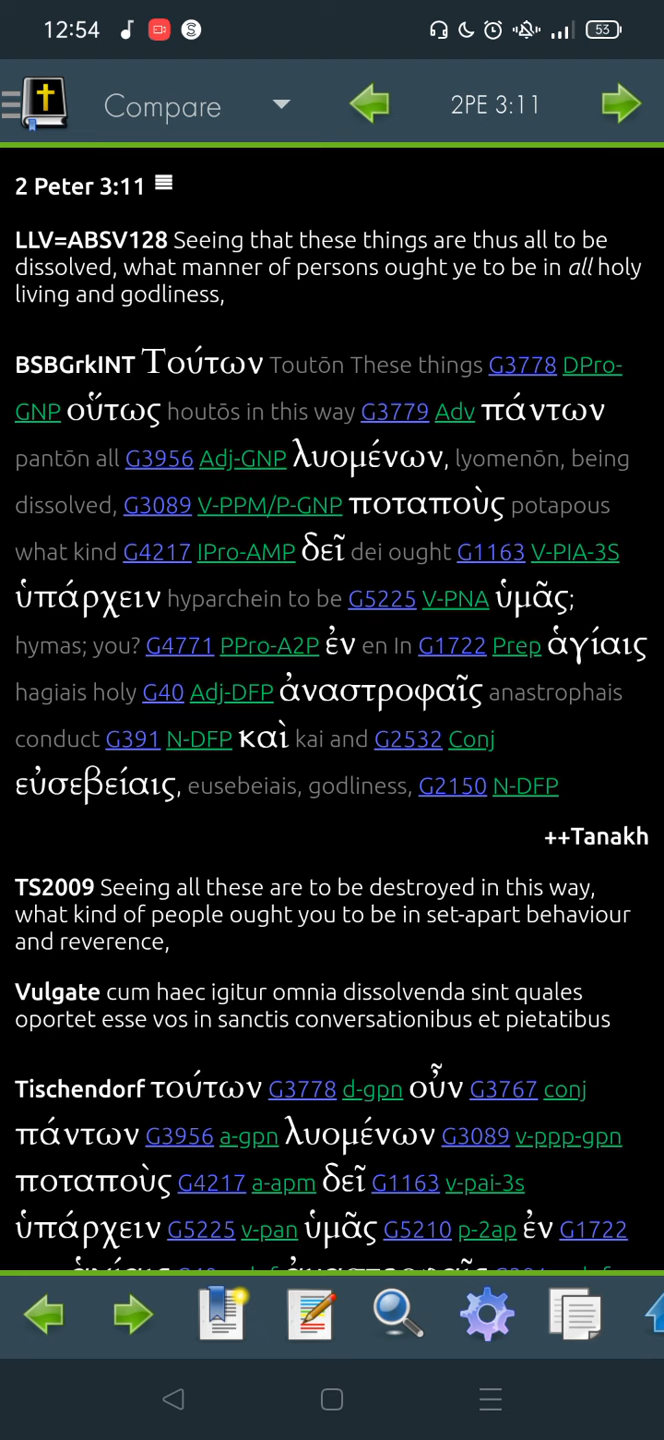 12:54
53
Compare
2PE 3:11
2 Peter 3:11
LLV=ABSV128 Seeing that these things are thus all to be
dissolved, what manner of persons ought ye to be in all holy
living and godliness,
BSBGrkINT Τούτων Toutōn These things G3778 DPro-
GNP οὕτως houtōs in this way G3779 Adv πάντων
pantōn all G3956 Adj-GNP λυομένων, lyomenōn, being
dissolved, G3089 V-PPM/P-GNP ποταποὺς potapous
what kind G4217 IPro-AMP δεῖ dei ought G1163 V-PIA-3S
ὑπάρχειν hyparchein to be G5225 V-PNA ὑμᾶς;
hymas; you? G4771 PPro-A2P ἐν en In G1722 Prep ἁγίαις
hagiais holy G40 Adj-DFP ἀναστροφαῖς anastrophais
conduct G391 N-DFP καὶ kai and G2532 Conj
εὐσεβείαις, eusebeiais, godliness, G2150 N-DFP
++Tanakh
TS2009 Seeing all these are to be destroyed in this way,
what kind of people ought you to be in set-apart behaviour
and reverence,
Vulgate cum haec igitur omnia dissolvenda sint quales
oportet esse vos in sanctis conversationibus et pietatibus
Tischendorf τούτων G3778 d-gpn οὖν G3767 conj
πάντων G3956 a-gpn λυομένων G3089 v-ppp-gpn
ποταποὺς G4217 a-apm δεῖ G1163 v-pai-3s
ὑπάρχειν G5225 v-pan ὑμᾶς G5210 p-2ap ἐν G1722